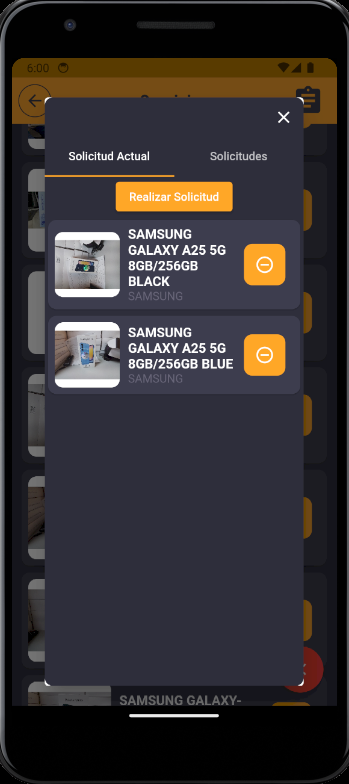 6:00
Solicitud Actual
Solicitudes
Realizar Solicitud
SAMSUNG
GALAXY A25 5G
8GB/256GB
BLACK
SAMSUNG
SAMSUNG
GALAXY A25 5G
8GB/256GB BLUE
SAMSUNG
SAMSUNG GALAXY-